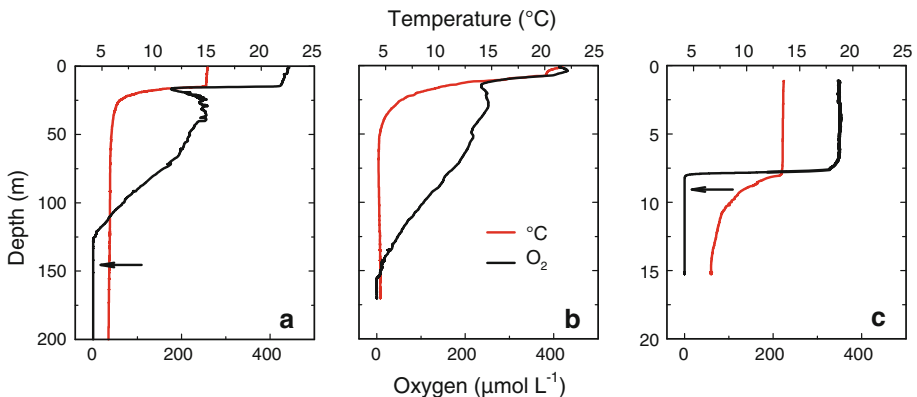 Temperature (°C)
5 10 15 20 25
5 10 15 20 25
5 10 15 20 25
Depth (m)
0
50
100
150
200
0
5
10
15
20
°C
O₂
a
b
c
0 200 400
0 200 400
0 200 400
Oxygen (μmol L⁻¹)